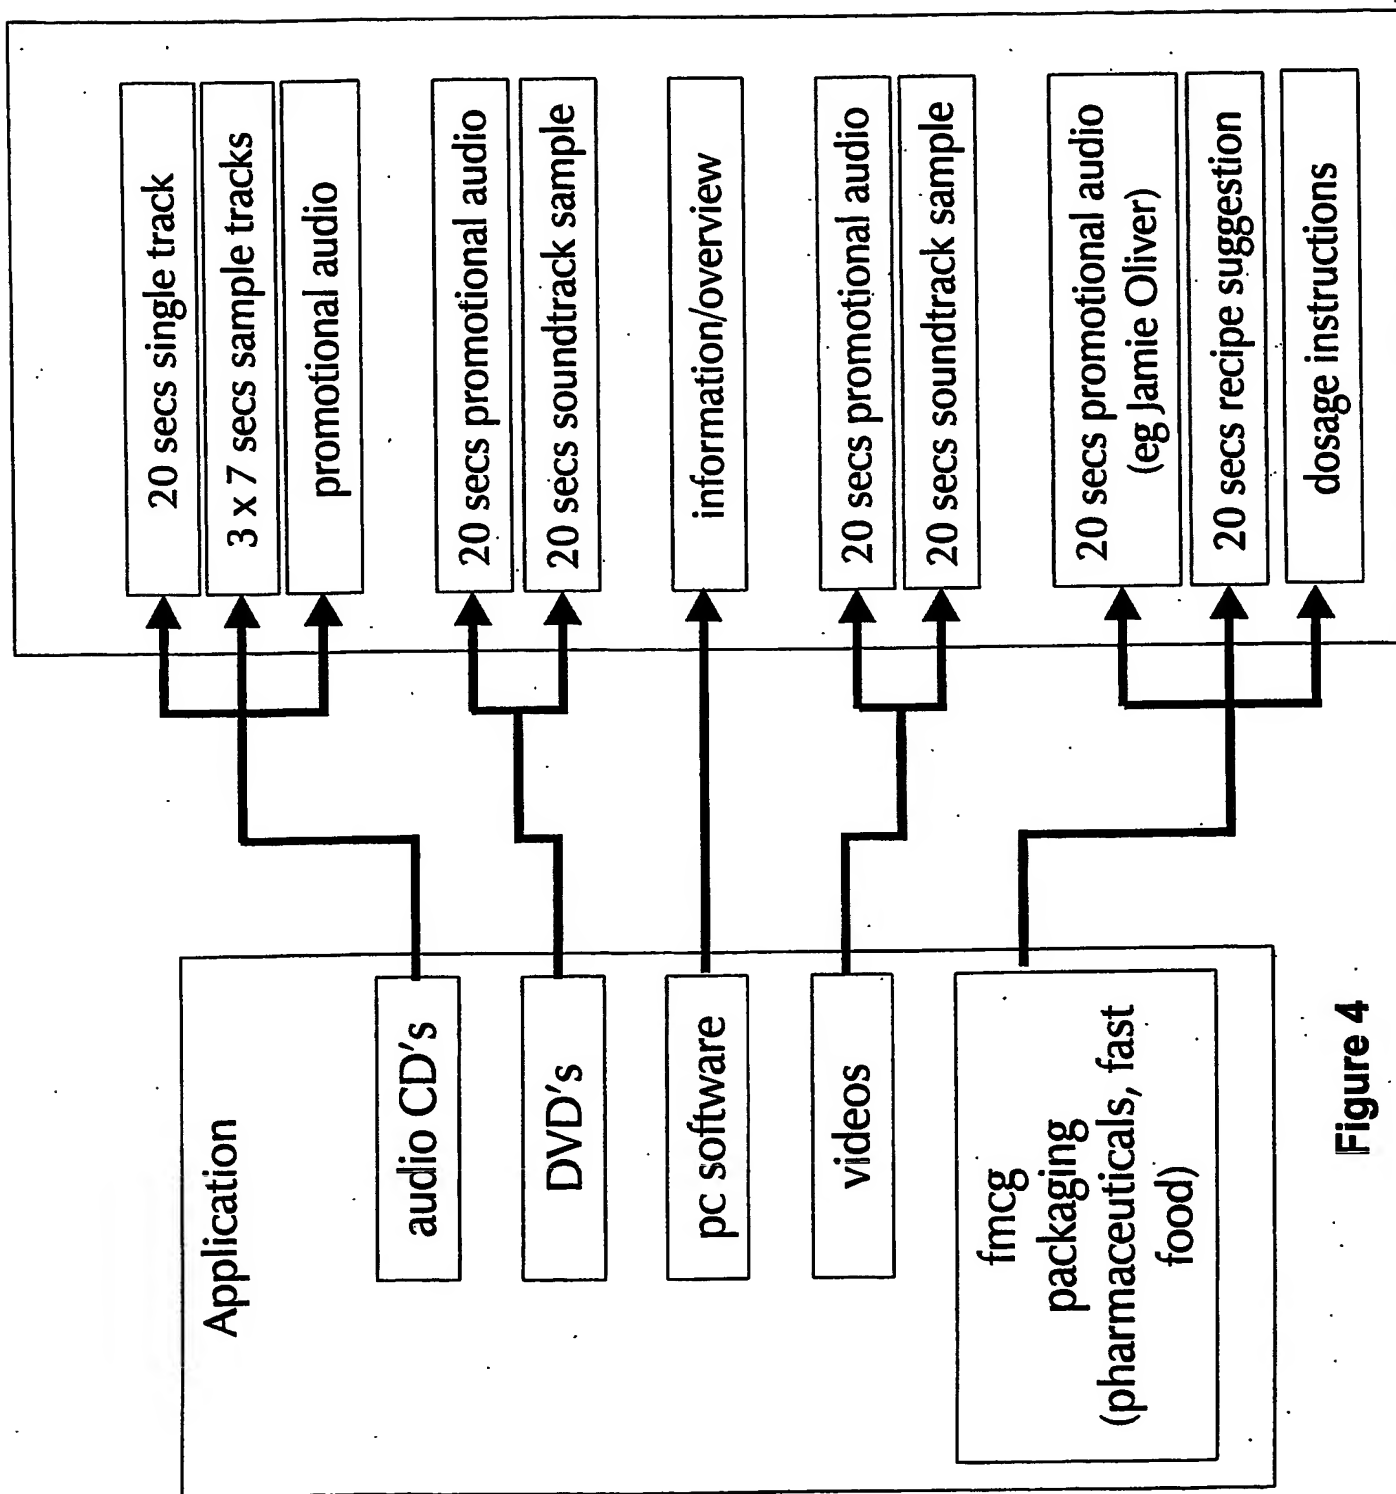 Application
audio CD's
DVD's
pc software
videos
fmcg
packaging
(pharmaceuticals, fast
food)
20 secs single track
3 x 7 secs sample tracks
promotional audio
20 secs promotional audio
20 secs soundtrack sample
information/overview
20 secs promotional audio
20 secs soundtrack sample
20 secs promotional audio
(eg Jamie Oliver)
20 secs recipe suggestion
dosage instructions
Figure 4